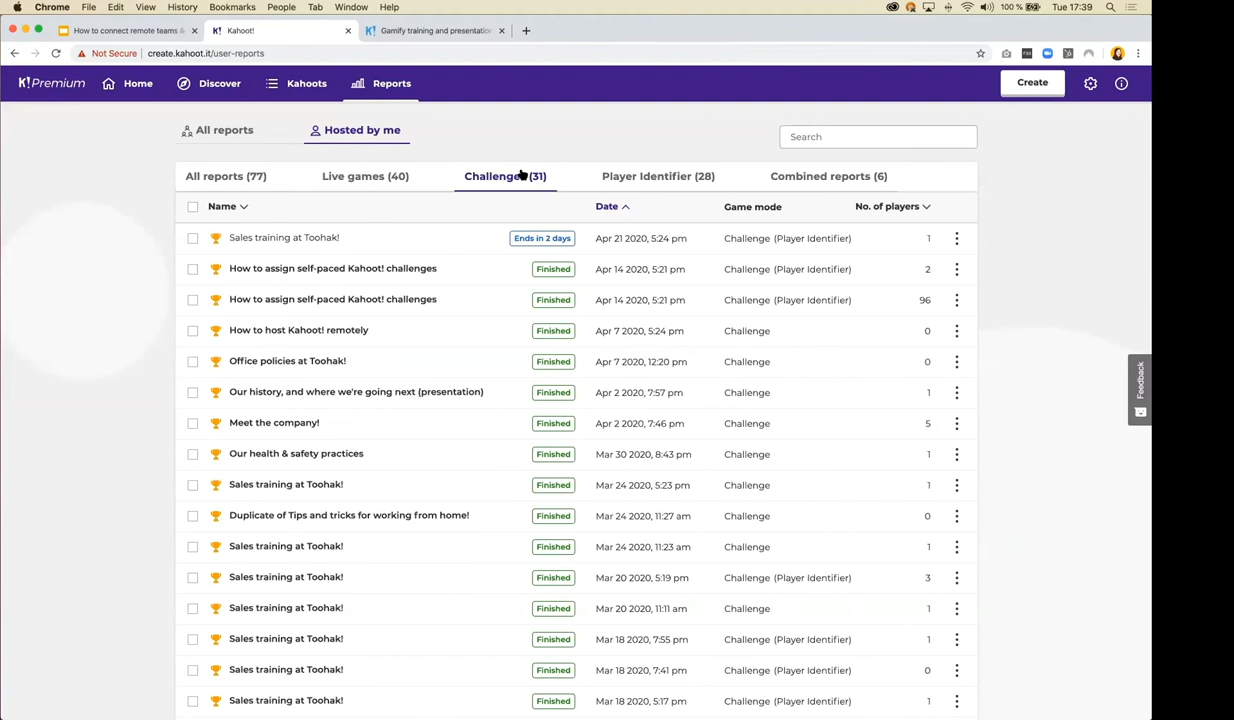 Chrome File Edit View History Bookmarks People Tab Window Help 100 % Tue 17:39
How to connect remote teams & Kahoot! Gamify training and presentatio
Not Secure create.kahoot.it/user-reports
K!Premium Home Discover Kahoots Reports Create
All reports Hosted by me Search
All reports (77) Live games (40) Challenges (31) Player Identifier (28) Combined reports (6)
Name Date Game mode No. of players
Sales training at Toohak! Ends in 2 days Apr 21 2020, 5:24 pm Challenge (Player Identifier) 1
How to assign self-paced Kahoot! challenges Finished Apr 14 2020, 5:21 pm Challenge (Player Identifier) 2
How to assign self-paced Kahoot! challenges Finished Apr 14 2020, 5:21 pm Challenge (Player Identifier) 96
How to host Kahoot! remotely Finished Apr 7 2020, 5:24 pm Challenge 0
Office policies at Toohak! Finished Apr 7 2020, 12:20 pm Challenge 0
Our history, and where we're going next (presentation) Finished Apr 2 2020, 7:57 pm Challenge 1
Meet the company! Finished Apr 2 2020, 7:46 pm Challenge 5
Our health & safety practices Finished Mar 30 2020, 8:43 pm Challenge 1
Sales training at Toohak! Finished Mar 24 2020, 5:23 pm Challenge 1
Duplicate of Tips and tricks for working from home! Finished Mar 24 2020, 11:27 am Challenge 0
Sales training at Toohak! Finished Mar 24 2020, 11:23 am Challenge 1
Sales training at Toohak! Finished Mar 20 2020, 5:19 pm Challenge (Player Identifier) 3
Sales training at Toohak! Finished Mar 20 2020, 11:11 am Challenge 1
Sales training at Toohak! Finished Mar 18 2020, 7:55 pm Challenge (Player Identifier) 1
Sales training at Toohak! Finished Mar 18 2020, 7:41 pm Challenge (Player Identifier) 0
Sales training at Toohak! Finished Mar 18 2020, 5:17 pm Challenge (Player Identifier) 1
Feedback